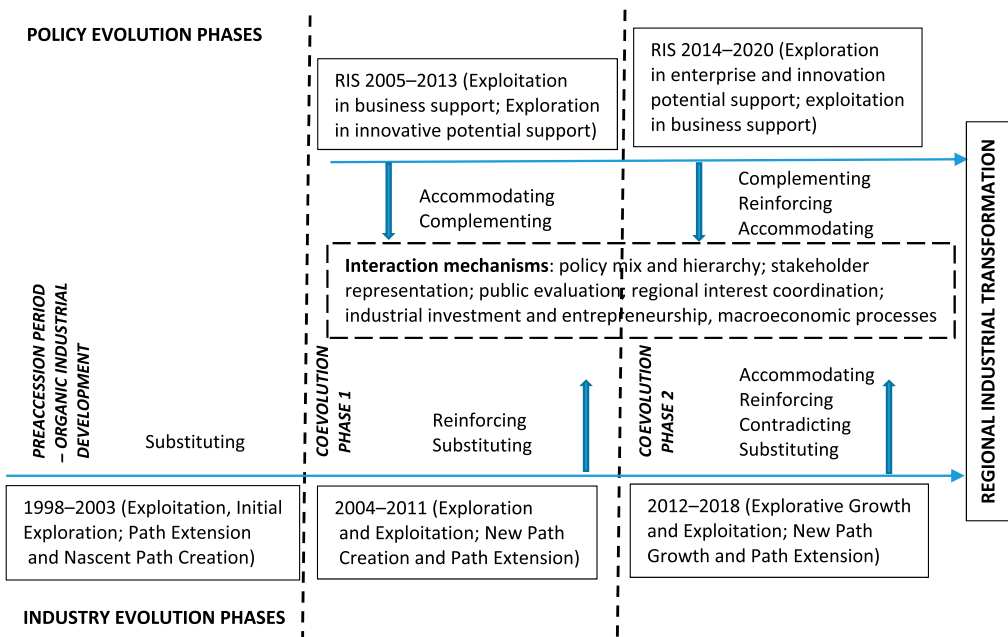 POLICY EVOLUTION PHASES
RIS 2005–2013 (Exploitation
in business support; Exploration
in innovative potential support)
RIS 2014–2020 (Exploration
in enterprise and innovation
potential support; exploitation
in business support)
Accommodating
Complementing
Complementing
Reinforcing
Accommodating
Interaction mechanisms: policy mix and hierarchy; stakeholder
representation; public evaluation; regional interest coordination;
industrial investment and entrepreneurship, macroeconomic processes
REGIONAL INDUSTRIAL TRANSFORMATION
PREACCESSION PERIOD
– ORGANIC INDUSTRIAL
DEVELOPMENT
Substituting
COEVOLUTION
PHASE 1
Reinforcing
Substituting
COEVOLUTION
PHASE 2
Accommodating
Reinforcing
Contradicting
Substituting
1998–2003 (Exploitation, Initial
Exploration; Path Extension
and Nascent Path Creation)
2004–2011 (Exploration
and Exploitation; New Path
Creation and Path Extension)
2012–2018 (Explorative Growth
and Exploitation; New Path
Growth and Path Extension)
INDUSTRY EVOLUTION PHASES